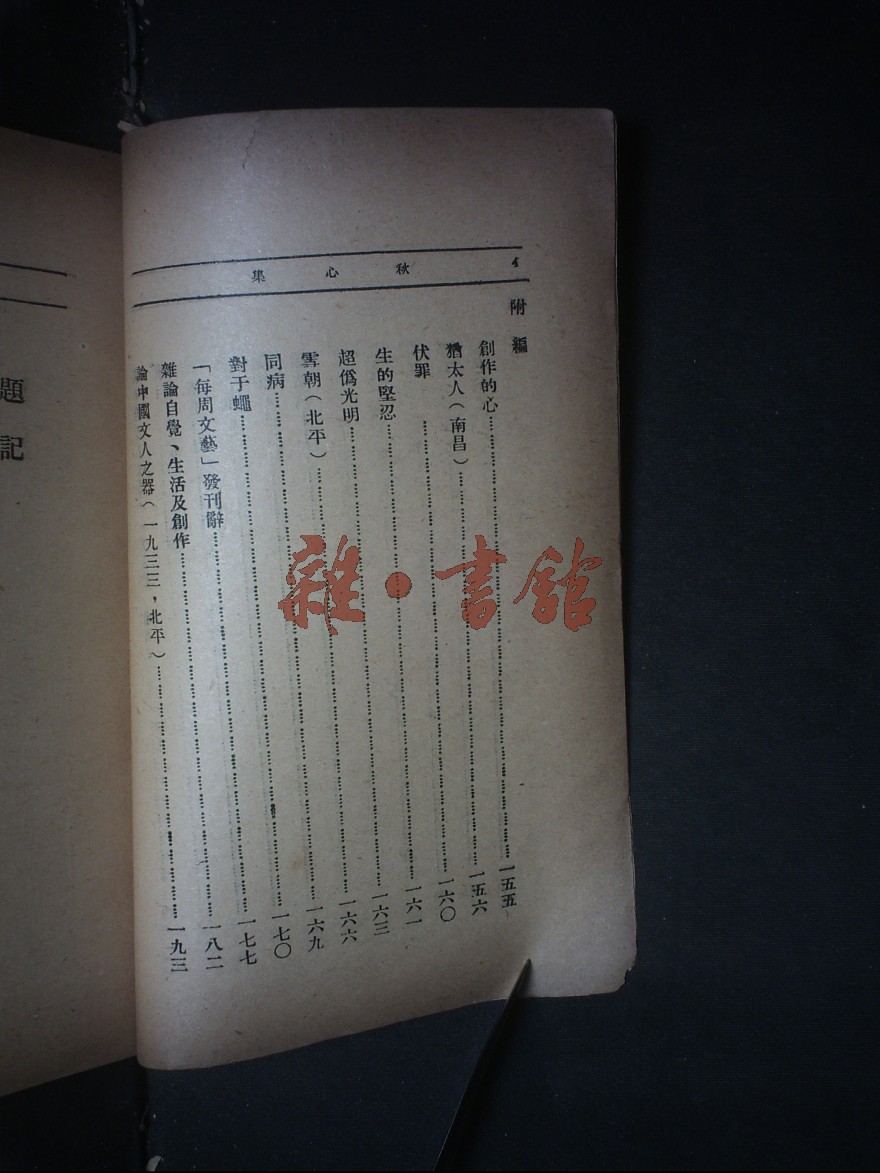 秋心集
附編
創作的心……一五五
猶太人(南昌)……一五六
伏罪……一六〇
生的堅忍……一六一
超僞光明……一六三
雪朝(北平)……一六六
同病……一六九
對于蠅……一七〇
「每周文藝」發刊辭……一七七
雜論自覺、生活及創作……一八二
論中國文人之器(一九三三,北平)……一九三
題記
雜·書館